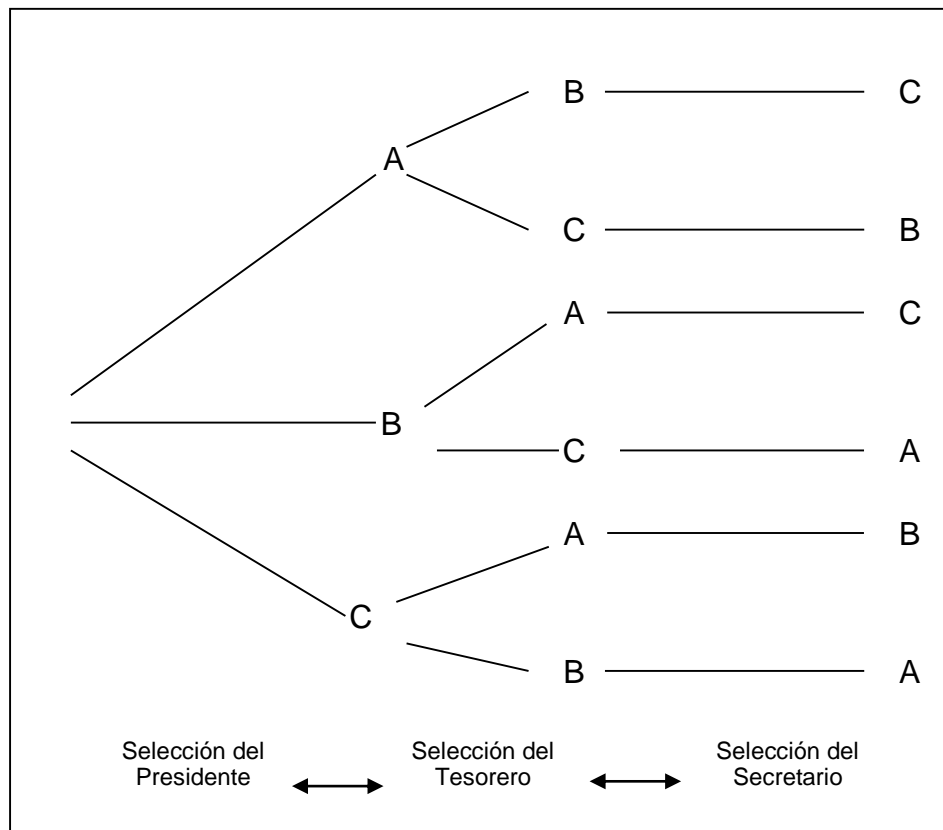 B C
A
C B
A C
B
C A
A B
C
B A
Selección del Selección del Selección del
Presidente Tesorero Secretario